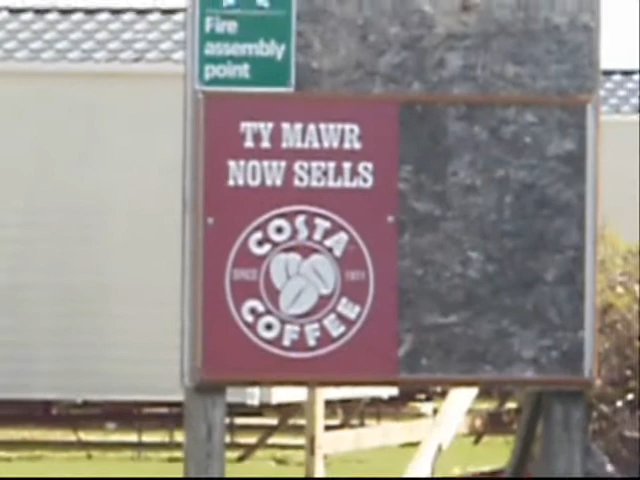 Fire
assembly
point
TY MAWR
NOW SELLS
COSTA
SINCE 1971
COFFEE